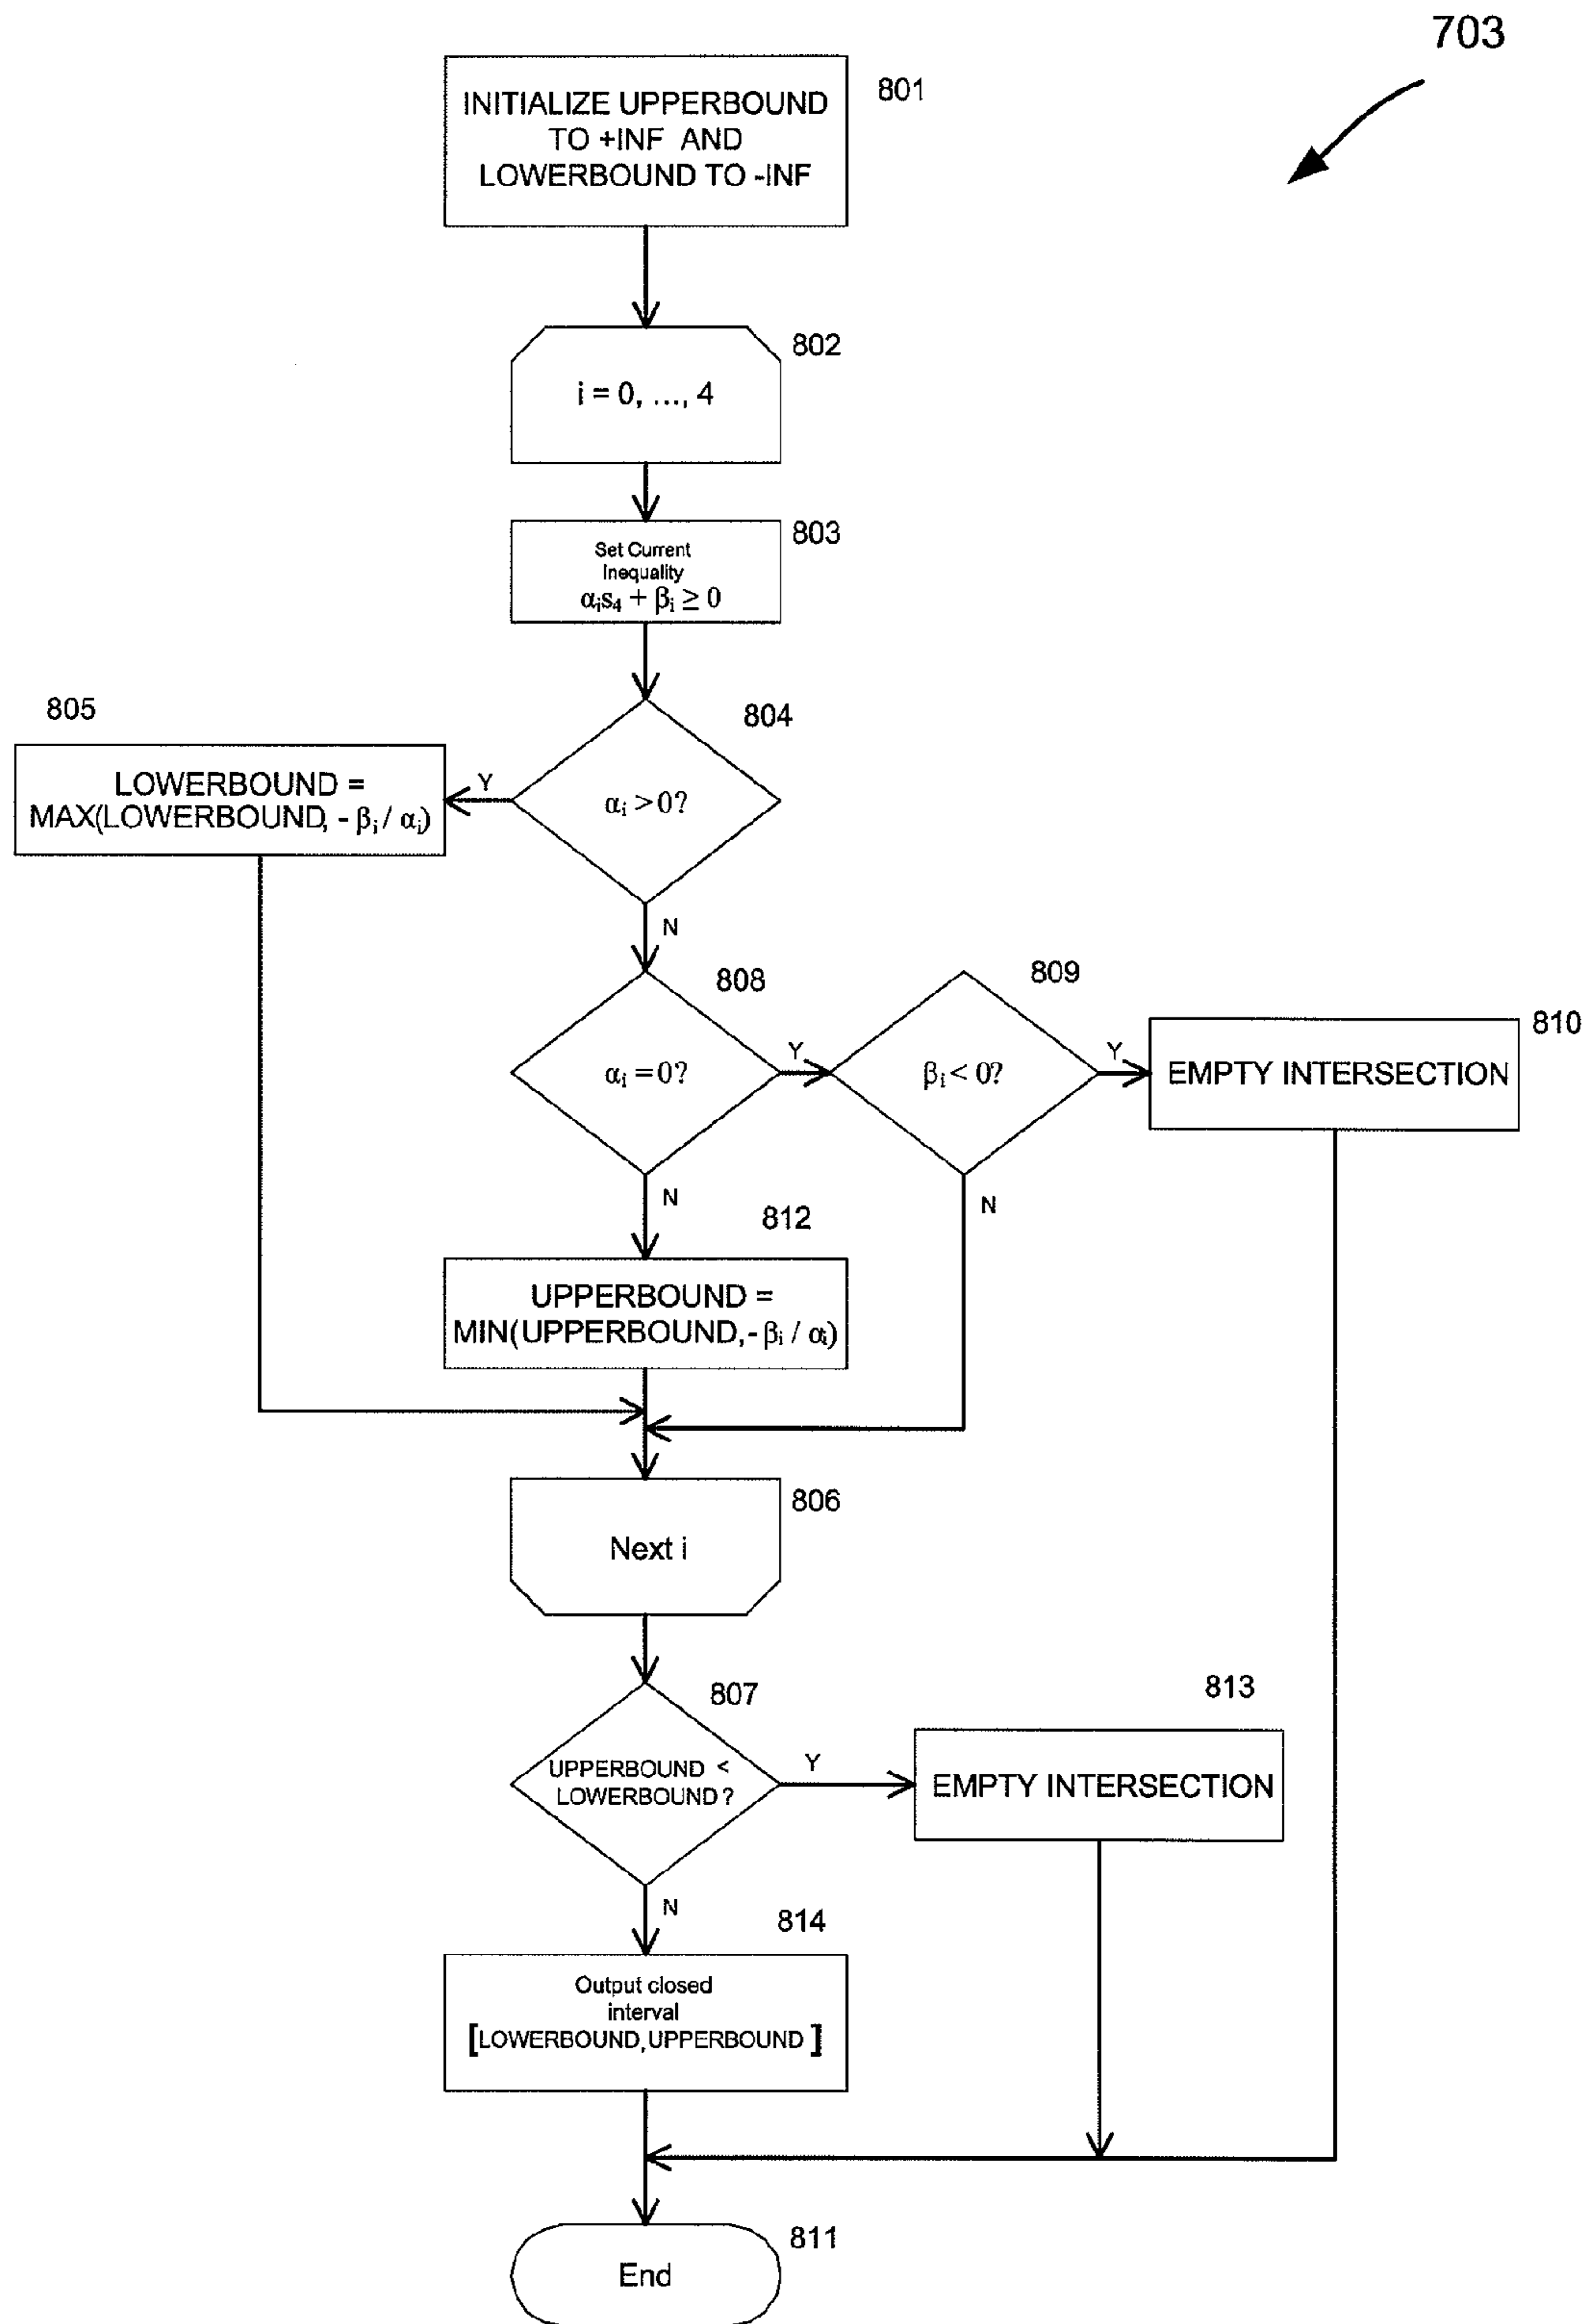 703
801
INITIALIZE UPPERBOUND
TO +INF AND
LOWERBOUND TO -INF
802
i = 0, ..., 4
803
Set Current
Inequality
αᵢs₄ + βᵢ ≥ 0
804
αᵢ > 0?
Y
805
LOWERBOUND =
MAX(LOWERBOUND, - βᵢ / αᵢ)
N
808
αᵢ = 0?
Y
809
βᵢ < 0?
Y
810
EMPTY INTERSECTION
N
N
812
UPPERBOUND =
MIN(UPPERBOUND, - βᵢ / αᵢ)
806
Next i
807
UPPERBOUND <
LOWERBOUND ?
Y
813
EMPTY INTERSECTION
N
814
Output closed
interval
[LOWERBOUND, UPPERBOUND ]
811
End